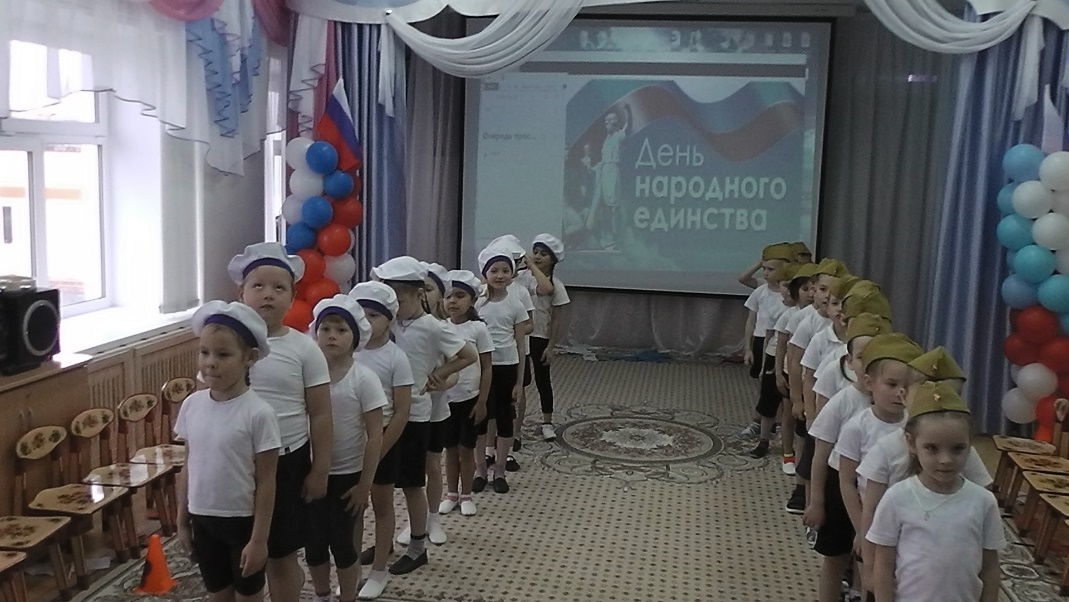 День
народного
единства